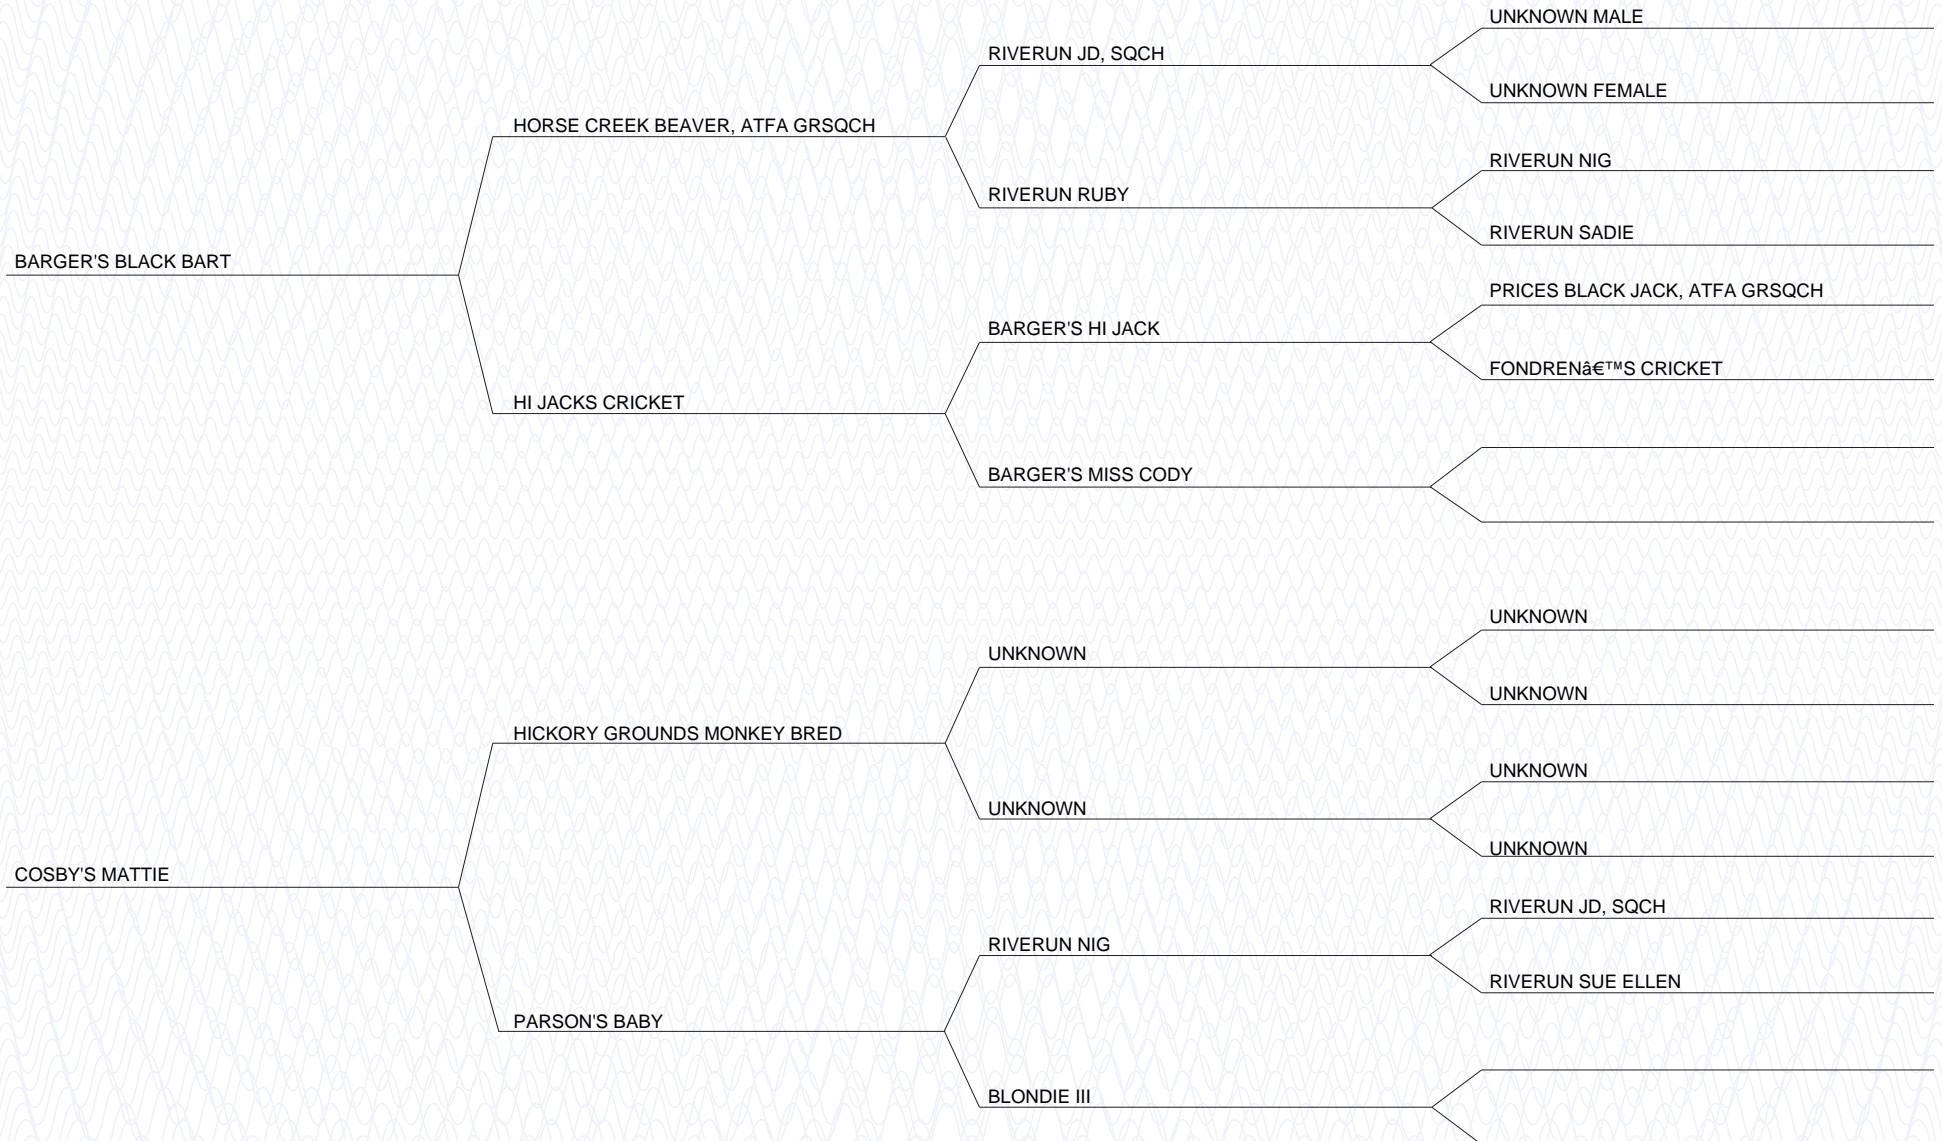 UNKNOWN MALE
RIVERUN JD, SQCH
UNKNOWN FEMALE
HORSE CREEK BEAVER, ATFA GRSQCH
RIVERUN NIG
RIVERUN RUBY
RIVERUN SADIE
BARGER'S BLACK BART
PRICES BLACK JACK, ATFA GRSQCH
BARGER'S HI JACK
FONDRENâ€™S CRICKET
HI JACKS CRICKET
BARGER'S MISS CODY
UNKNOWN
UNKNOWN
UNKNOWN
HICKORY GROUNDS MONKEY BRED
UNKNOWN
UNKNOWN
UNKNOWN
COSBY'S MATTIE
RIVERUN JD, SQCH
RIVERUN NIG
RIVERUN SUE ELLEN
PARSON'S BABY
BLONDIE III